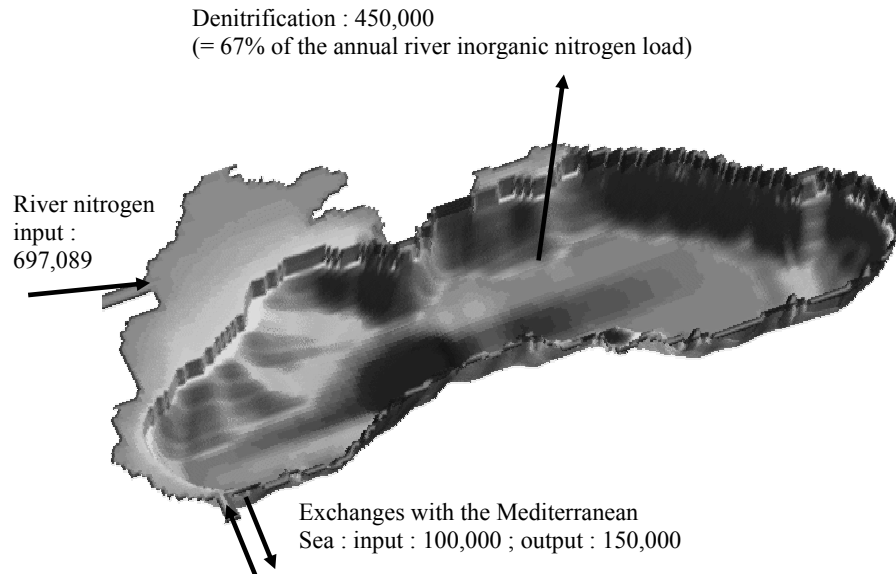 Denitrification : 450,000
(= 67% of the annual river inorganic nitrogen load)
River nitrogen
input :
697,089
Exchanges with the Mediterranean
Sea : input : 100,000 ; output : 150,000